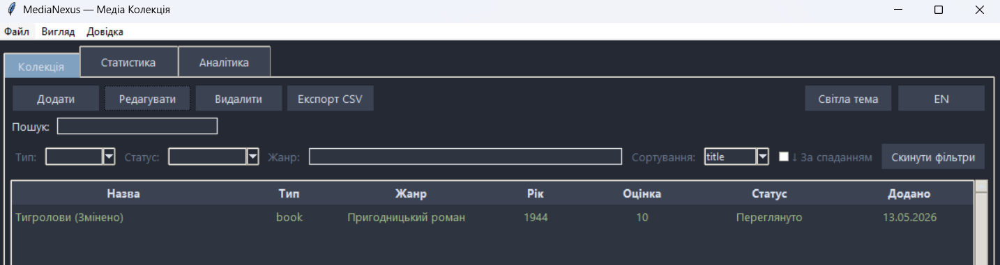 MediaNexus — Медіа Колекція
Файл Вигляд Довідка
Колекція Статистика Аналітика
Додати Редагувати Видалити Експорт CSV Світла тема EN
Пошук:
Тип: Статус: Жанр: Сортування: title ↓ За спаданням Скинути фільтри
Назва Тип Жанр Рік Оцінка Статус Додано
Тигролови (Змінено) book Пригодницький роман 1944 10 Переглянуто 13.05.2026